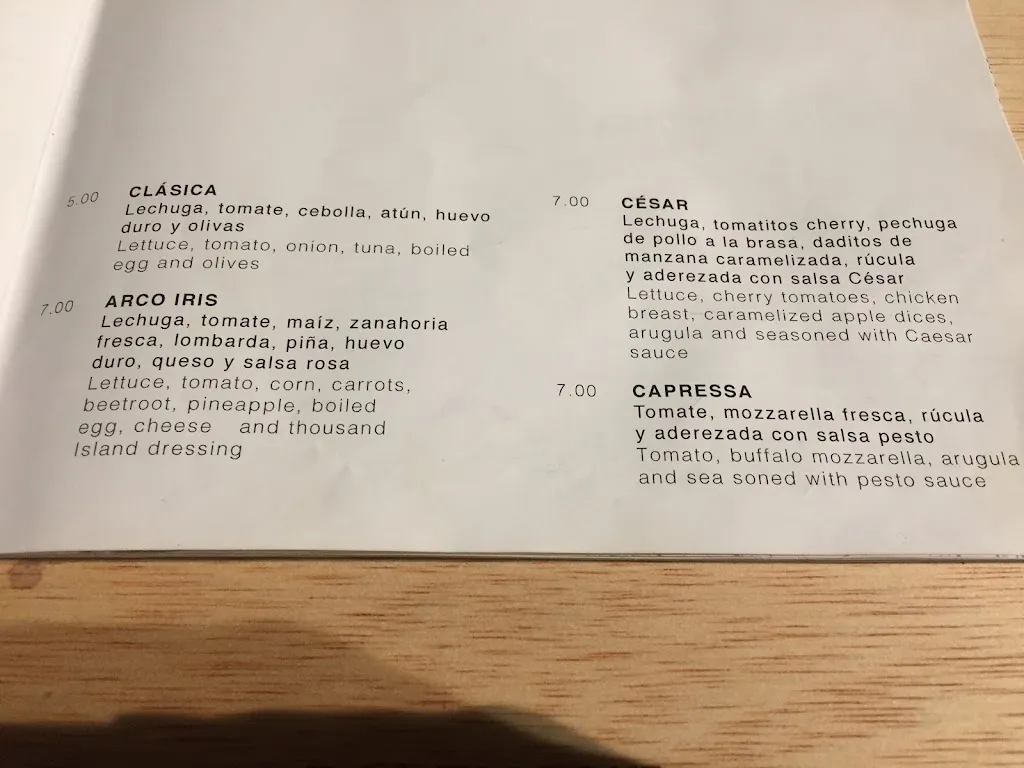 5.00 CLÁSICA
Lechuga, tomate, cebolla, atún, huevo
duro y olivas
Lettuce, tomato, onion, tuna, boiled
egg and olives
7.00 ARCO IRIS
Lechuga, tomate, maíz, zanahoria
fresca, lombarda, piña, huevo
duro, queso y salsa rosa
Lettuce, tomato, corn, carrots,
beetroot, pineapple, boiled
egg, cheese and thousand
Island dressing
7.00 CÉSAR
Lechuga, tomatitos cherry, pechuga
de pollo a la brasa, daditos de
manzana caramelizada, rúcula
y aderezada con salsa César
Lettuce, cherry tomatoes, chicken
breast, caramelized apple dices,
arugula and seasoned with Caesar
sauce
7.00 CAPRESSA
Tomate, mozzarella fresca, rúcula
y aderezada con salsa pesto
Tomato, buffalo mozzarella, arugula
and sea soned with pesto sauce